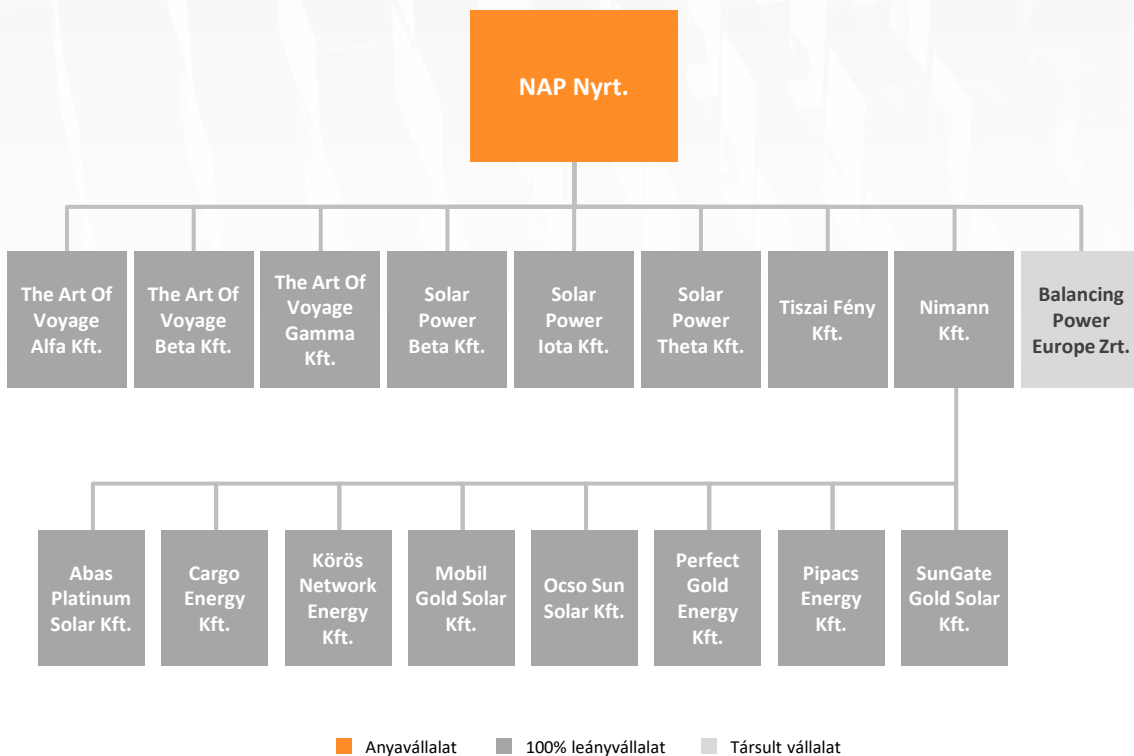 NAP Nyrt.
The Art Of
Voyage
Alfa Kft.
The Art Of
Voyage
Beta Kft.
The Art Of
Voyage
Gamma
Kft.
Solar
Power
Beta Kft.
Solar
Power
Iota Kft.
Solar
Power
Theta Kft.
Tiszai Fény
Kft.
Nimann
Kft.
Balancing
Power
Europe Zrt.
Abas
Platinum
Solar Kft.
Cargo
Energy
Kft.
Körös
Network
Energy
Kft.
Mobil
Gold Solar
Kft.
Ocso Sun
Solar Kft.
Perfect
Gold
Energy
Kft.
Pipacs
Energy
Kft.
SunGate
Gold Solar
Kft.
Anyavállalat
100% leányvállalat
Társult vállalat